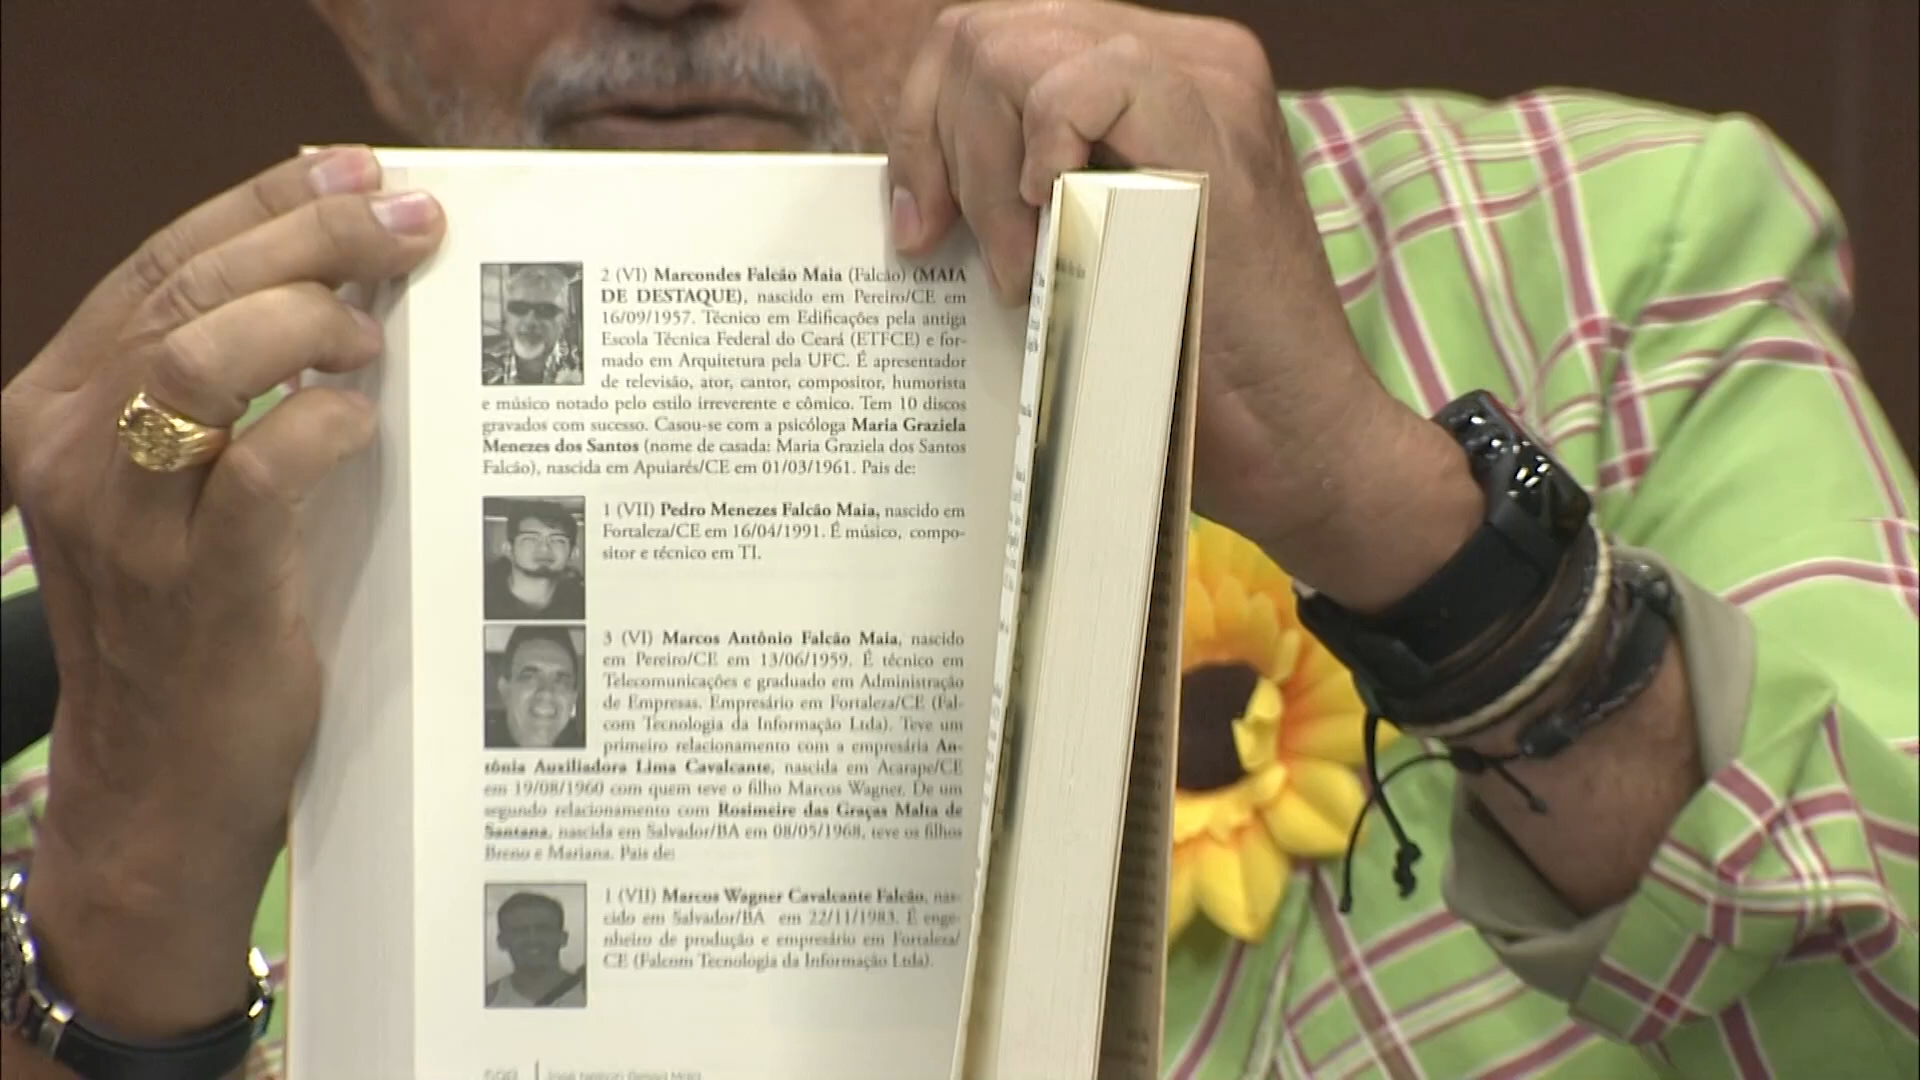 2 (VI) Marcondes Falcão Maia (Falcão) (MAIA
DE DESTAQUE), nascido em Pereiro/CE em
16/09/1957. Técnico em Edificações pela antiga
Escola Técnica Federal do Ceará (ETFCE) e for-
mado em Arquitetura pela UFC. É apresentador
de televisão, ator, cantor, compositor, humorista
e músico notado pelo estilo irreverente e cômico. Tem 10 discos
gravados com sucesso. Casou-se com a psicóloga Maria Graziela
Menezes dos Santos (nome de casada: Maria Graziela dos Santos
Falcão), nascida em Apuiarés/CE em 01/03/1961. Pais de:
1 (VII) Pedro Menezes Falcão Maia, nascido em
Fortaleza/CE em 16/04/1991. É músico, compo-
sitor e técnico em TI.
3 (VI) Marcos Antônio Falcão Maia, nascido
em Pereiro/CE em 13/06/1959. É técnico em
Telecomunicações e graduado em Administração
de Empresas. Empresário em Fortaleza/CE (Fal-
com Tecnologia da Informação Ltda). Teve um
primeiro relacionamento com a empresária An-
tônia Auxiliadora Lima Cavalcante, nascida em Acarape/CE
em 19/08/1960 com quem teve o filho Marcos Wagner. De um
segundo relacionamento com Rosimeire das Graças Malta de
Santana, nascida em Salvador/BA em 08/05/1968, teve os filhos
Breno e Mariana. Pais de:
1 (VII) Marcos Wagner Cavalcante Falcão, nas-
cido em Salvador/BA em 22/11/1983. É enge-
nheiro de produção e empresário em Fortaleza/
CE (Falcom Tecnologia da Informação Ltda).